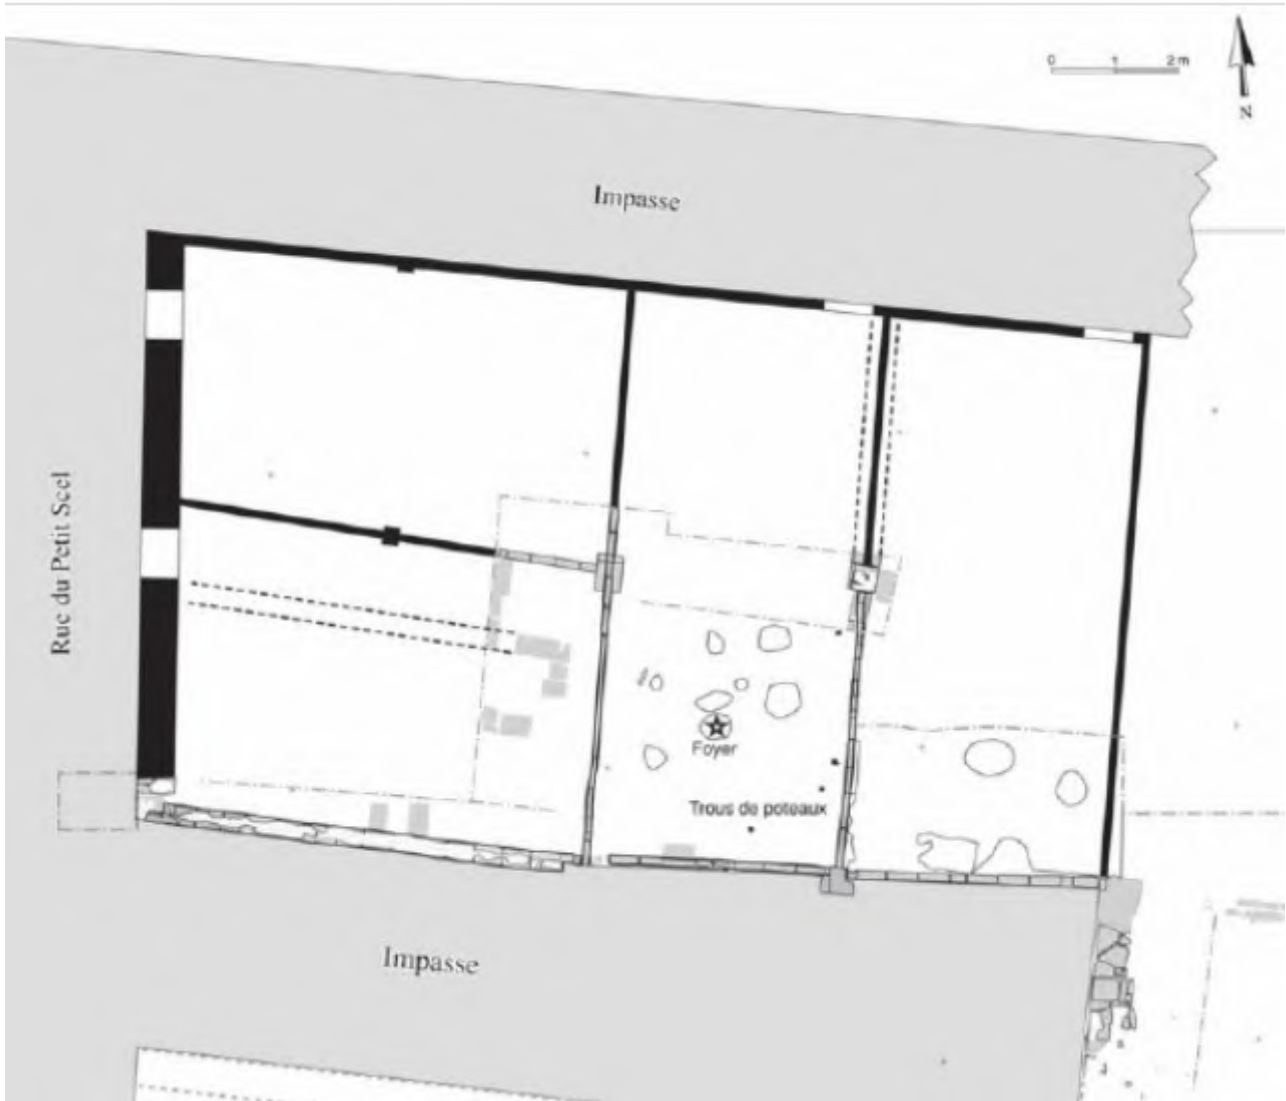 0 1 2 m
N
Impasse
Rue du Petit Scel
Foyer
Trous de poteaux
Impasse